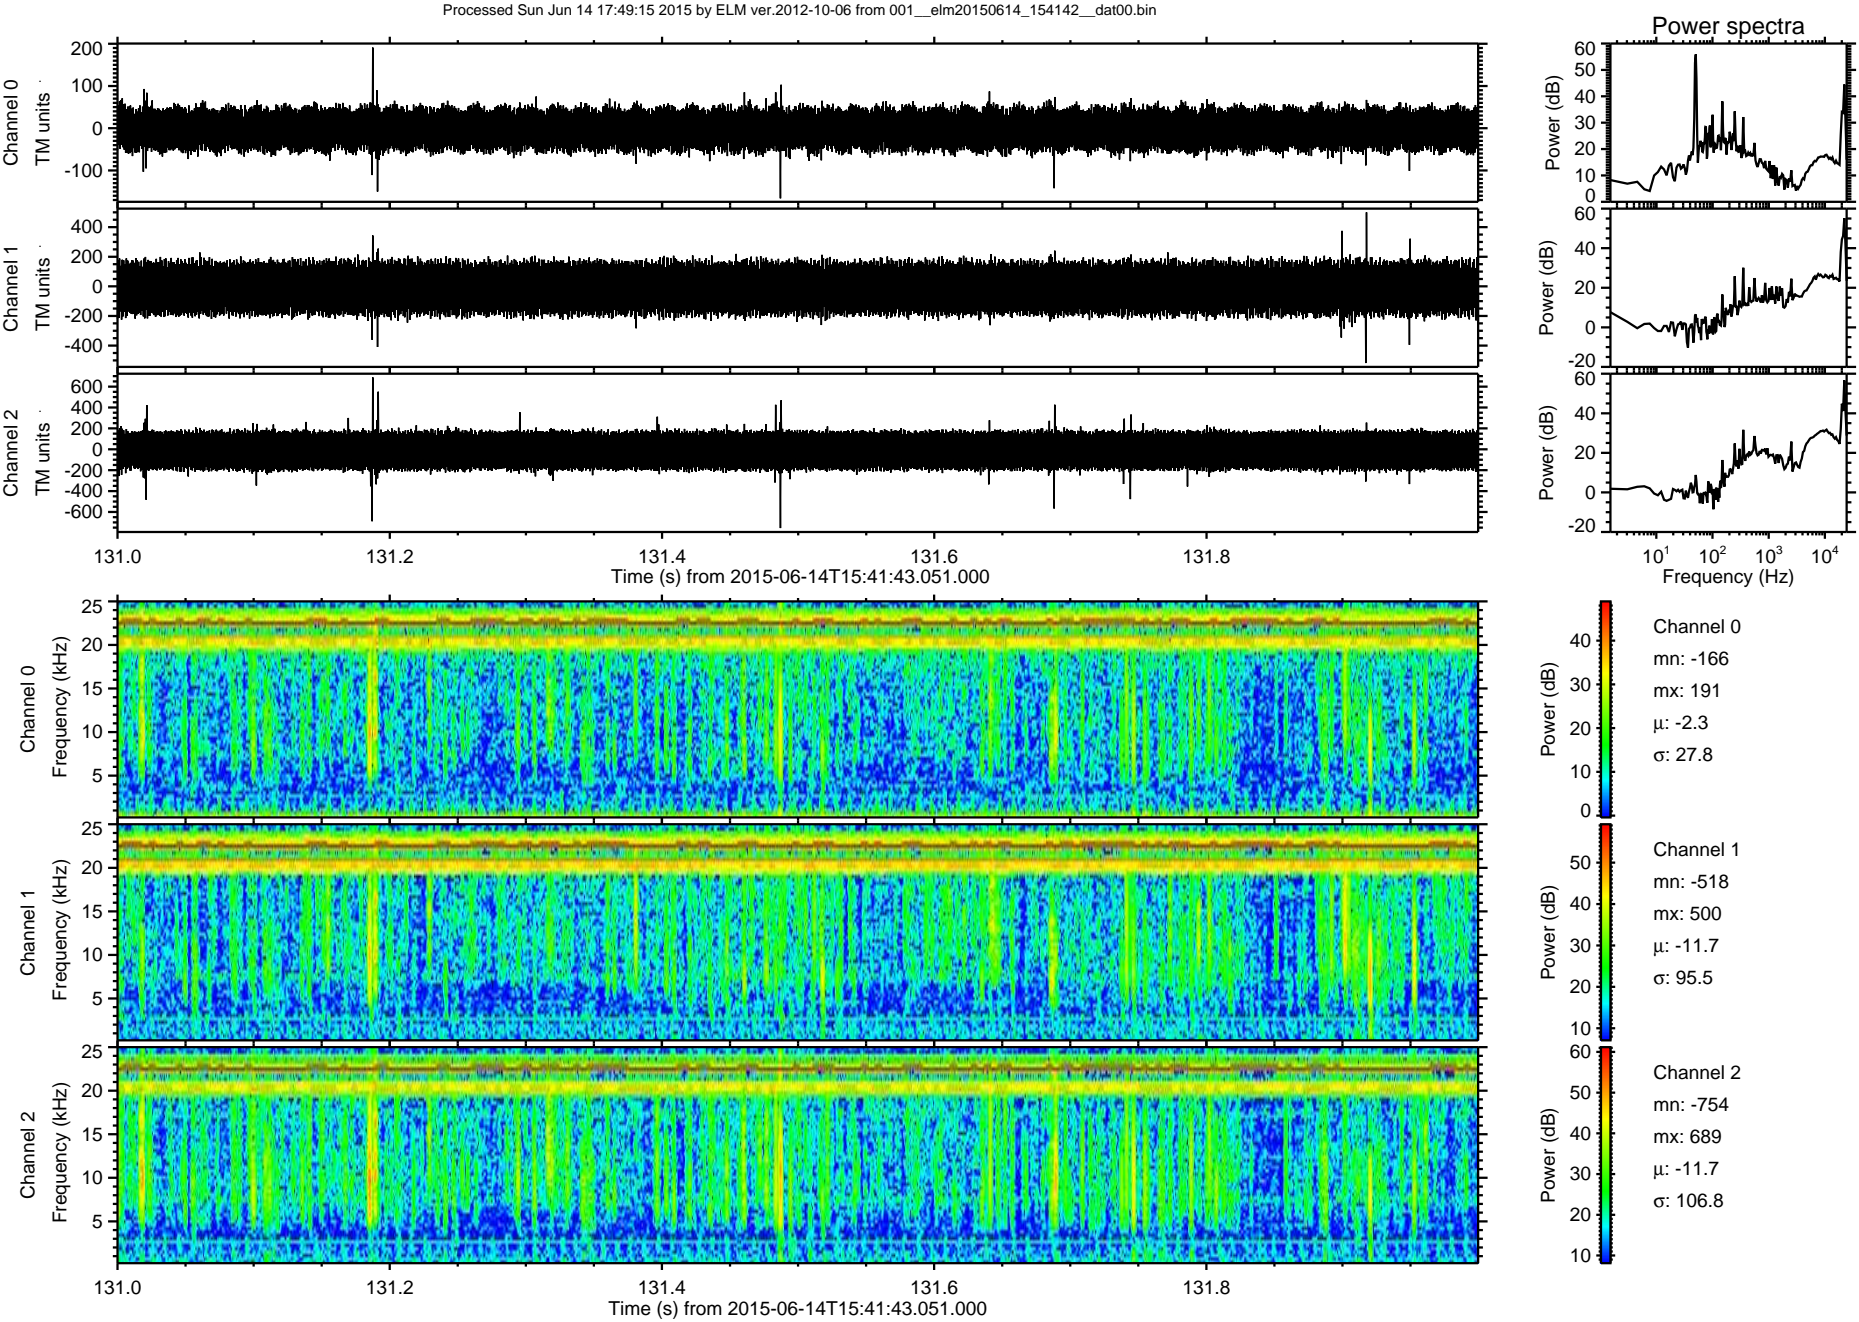 Processed Sun Jun 14 17:49:15 2015 by ELM ver.2012-10-06 from 001__elm20150614_154142__dat00.bin
Power spectra
Channel 0
TM units
200
100
0
-100
Power (dB)
60
50
40
30
20
10
0
Channel 1
TM units
400
200
0
-200
-400
Power (dB)
60
40
20
0
-20
Channel 2
TM units
600
400
200
0
-200
-400
-600
Power (dB)
60
40
20
0
-20
131.0 131.2 131.4 131.6 131.8
Time (s) from 2015-06-14T15:41:43.051.000
10¹ 10² 10³ 10⁴
Frequency (Hz)
Channel 0
Frequency (kHz)
25
20
15
10
5
Power (dB)
40
30
20
10
0
Channel 0
mn: -166
mx: 191
µ: -2.3
σ: 27.8
Channel 1
Frequency (kHz)
25
20
15
10
5
Power (dB)
50
40
30
20
10
Channel 1
mn: -518
mx: 500
µ: -11.7
σ: 95.5
Channel 2
Frequency (kHz)
25
20
15
10
5
Power (dB)
60
50
40
30
20
10
Channel 2
mn: -754
mx: 689
µ: -11.7
σ: 106.8
131.0 131.2 131.4 131.6 131.8
Time (s) from 2015-06-14T15:41:43.051.000